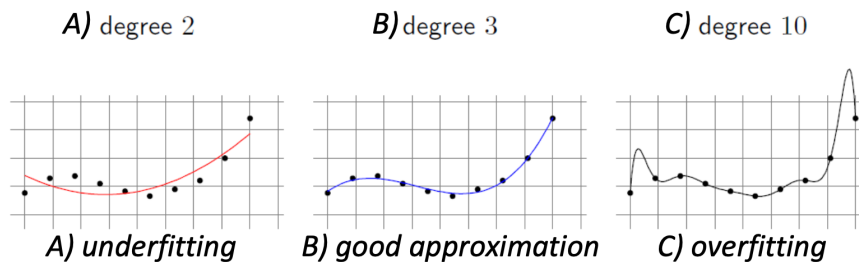 A) degree 2
B) degree 3
C) degree 10
A) underfitting
B) good approximation
C) overfitting